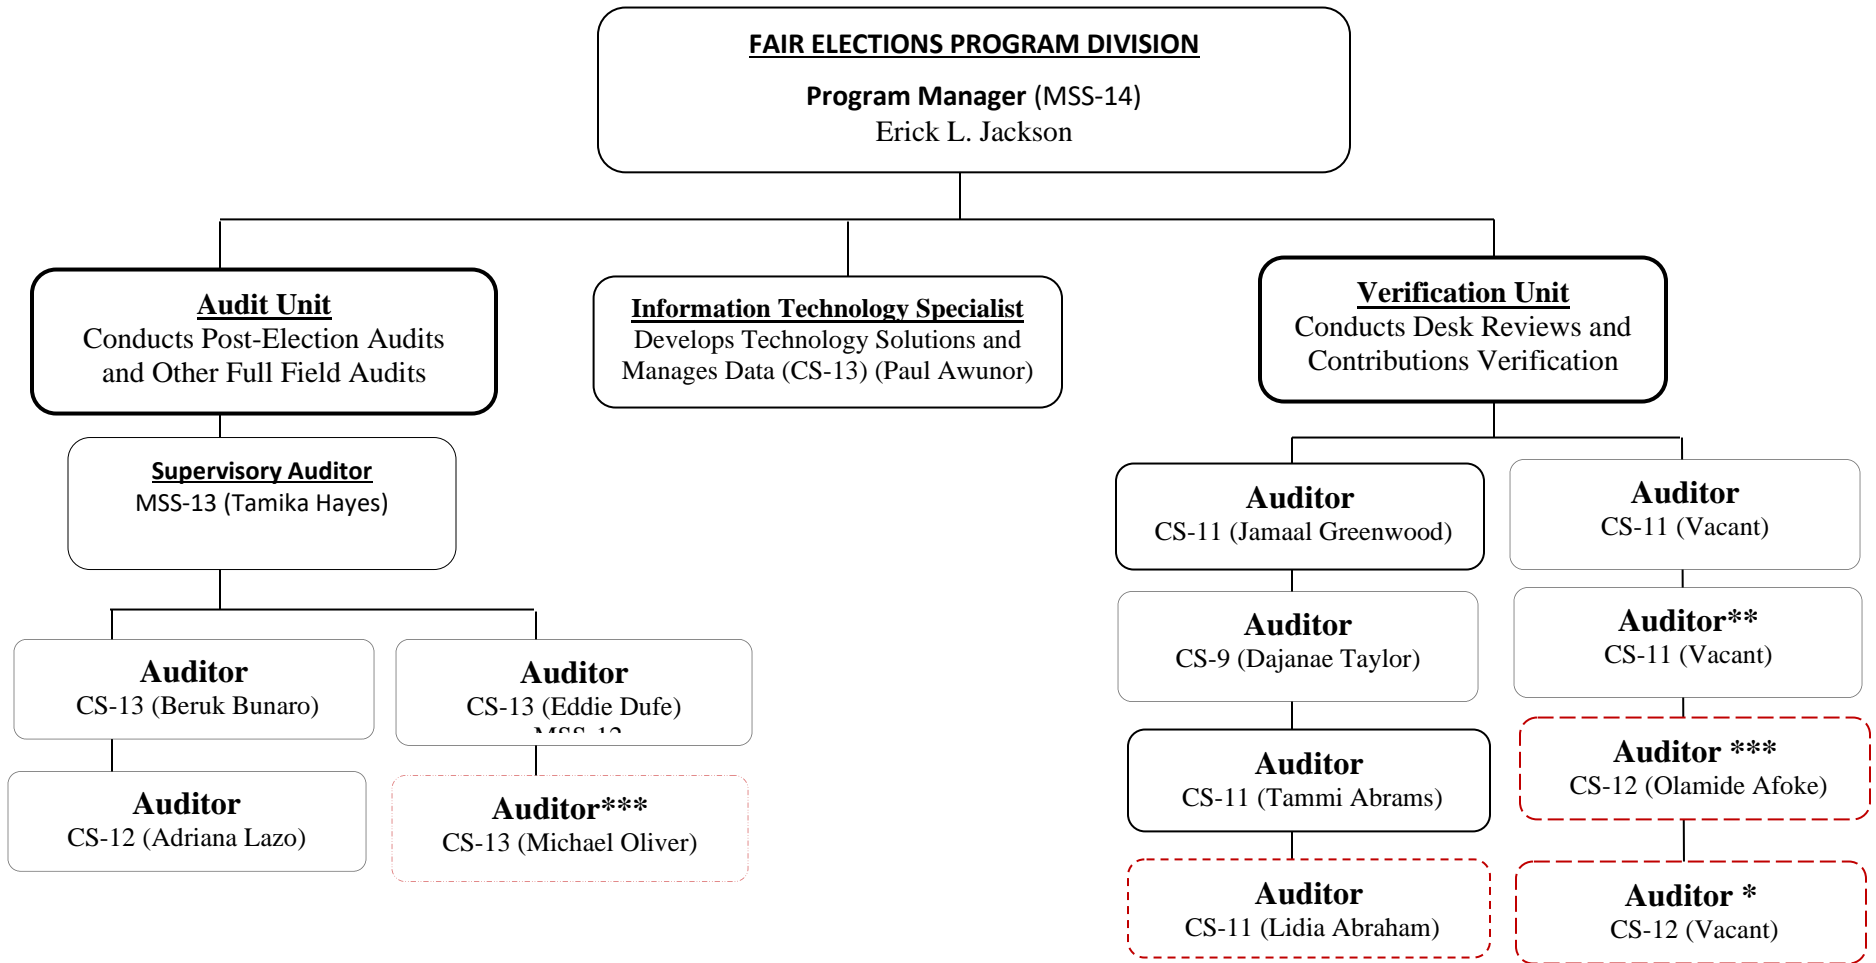 FAIR ELECTIONS PROGRAM DIVISION
Program Manager (MSS-14)
Erick L. Jackson
Audit Unit
Conducts Post-Election Audits
and Other Full Field Audits
Information Technology Specialist
Develops Technology Solutions and
Manages Data (CS-13) (Paul Awunor)
Verification Unit
Conducts Desk Reviews and
Contributions Verification
Supervisory Auditor
MSS-13 (Tamika Hayes)
Auditor
CS-13 (Beruk Bunaro)
Auditor
CS-13 (Eddie Dufe)
Auditor
CS-12 (Adriana Lazo)
Auditor***
CS-13 (Michael Oliver)
Auditor
CS-11 (Jamaal Greenwood)
Auditor
CS-11 (Vacant)
Auditor
CS-9 (Dajanae Taylor)
Auditor**
CS-11 (Vacant)
Auditor
CS-11 (Tammi Abrams)
Auditor ***
CS-12 (Olamide Afoke)
Auditor
CS-11 (Lidia Abraham)
Auditor *
CS-12 (Vacant)